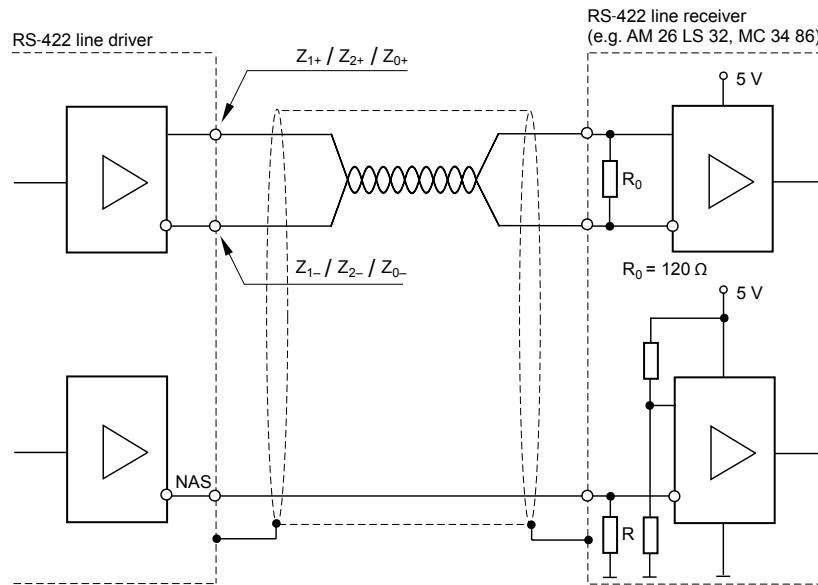 RS-422 line driver
Z1+ / Z2+ / Z0+
RS-422 line receiver
(e.g. AM 26 LS 32, MC 34 86)
5 V
R0
Z1– / Z2– / Z0–
R0 = 120 Ω
5 V
NAS
R